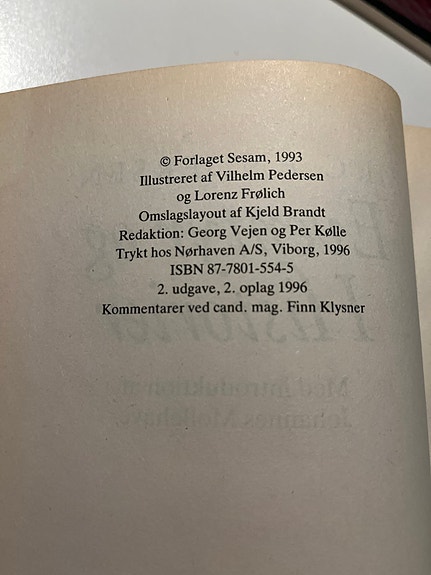 © Forlaget Sesam, 1993
Illustreret af Vilhelm Pedersen
og Lorenz Frølich
Omslagslayout af Kjeld Brandt
Redaktion: Georg Vejen og Per Kølle
Trykt hos Nørhaven A/S, Viborg, 1996
ISBN 87-7801-554-5
2. udgave, 2. oplag 1996
Kommentarer ved cand. mag. Finn Klysner